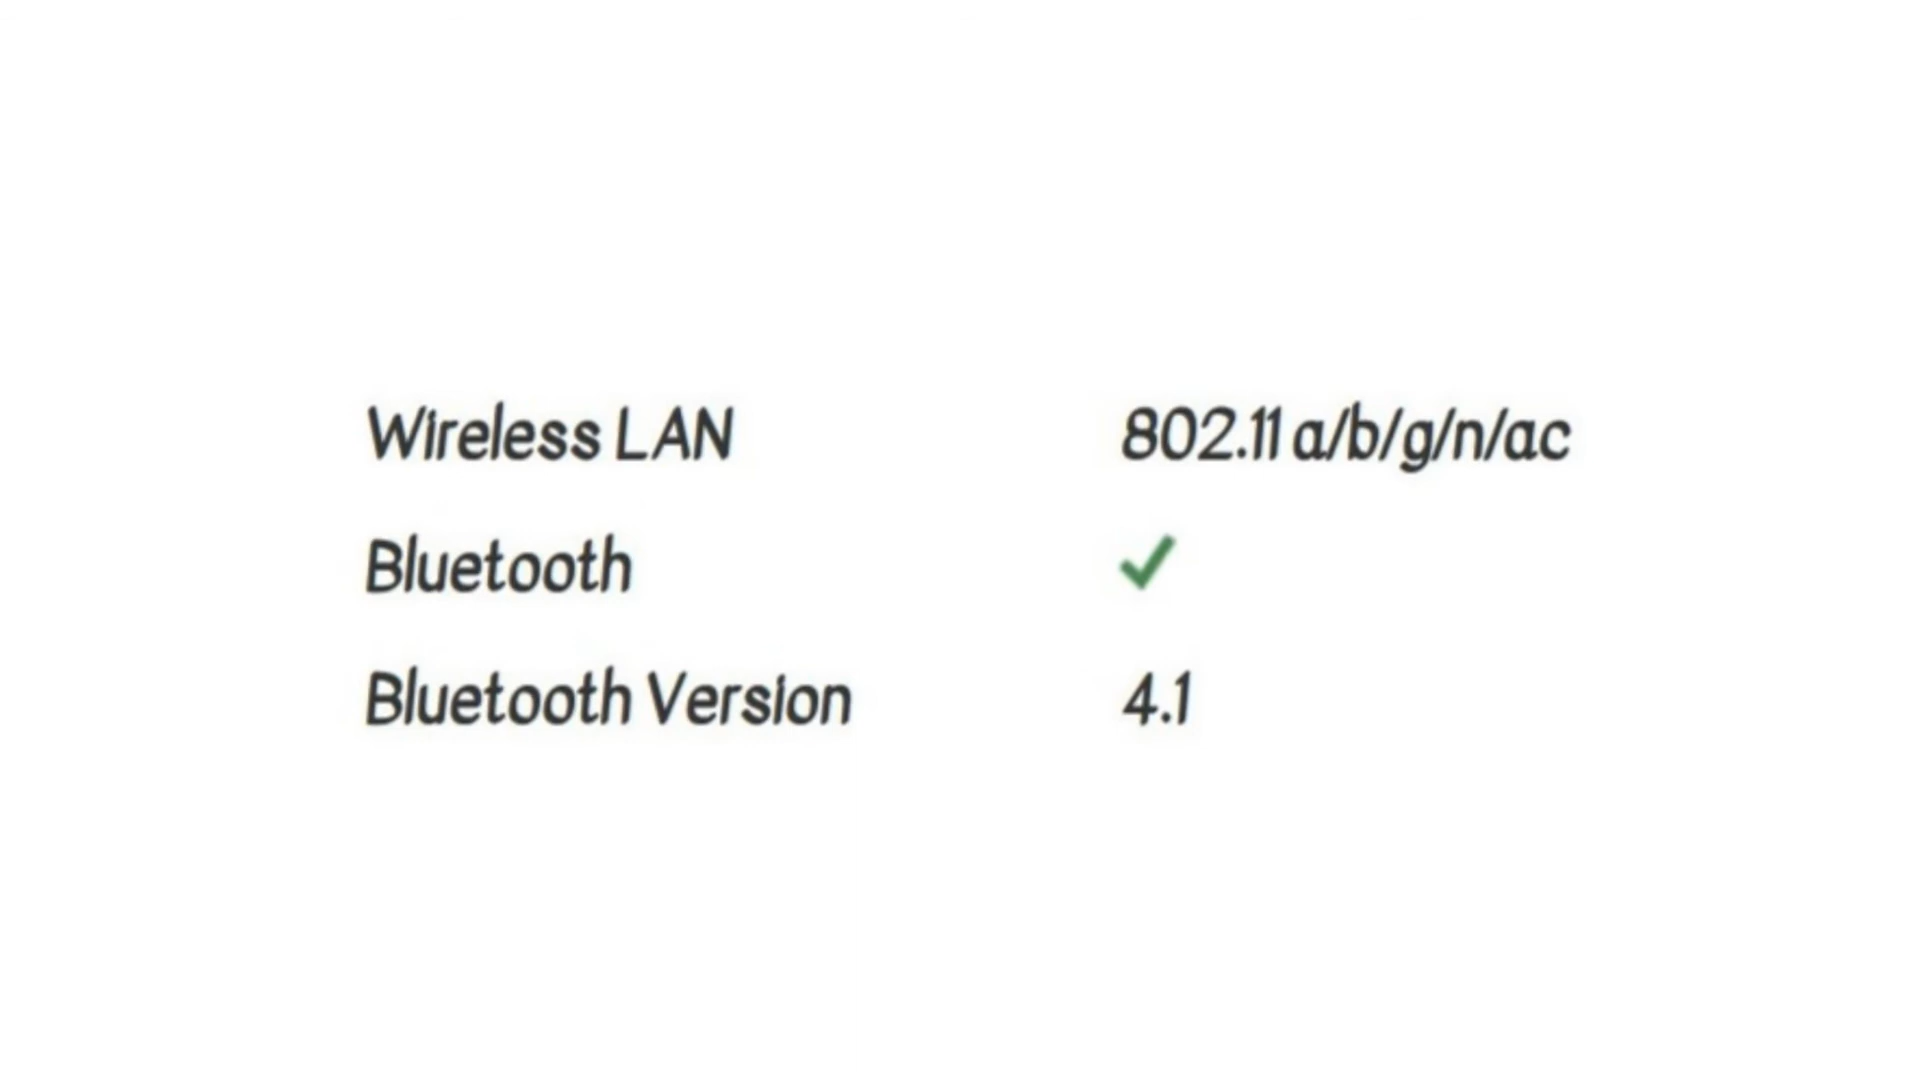 Wireless LAN 802.11 a/b/g/n/ac
Bluetooth ✓
Bluetooth Version 4.1